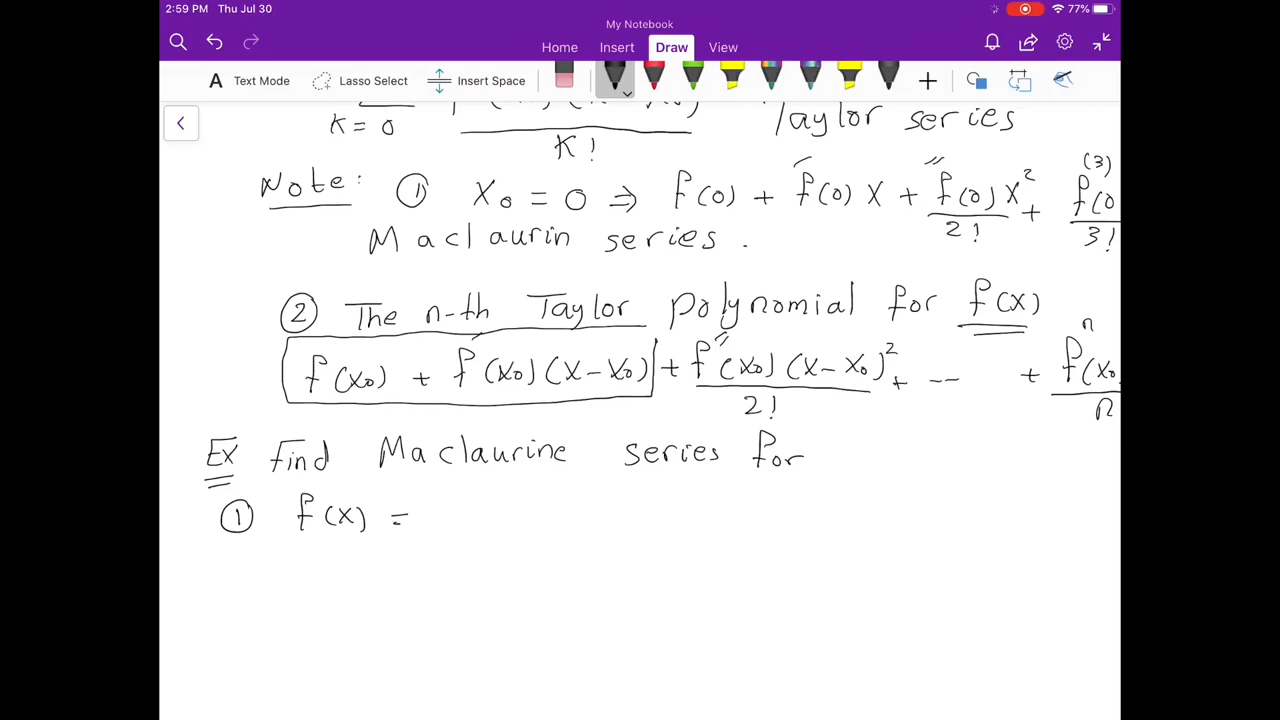 2:59 PM Thu Jul 30
77%
My Notebook
Home Insert Draw View
Text Mode Lasso Select Insert Space
K = 0 K! Taylor series
Note: ① X₀ = 0 ⇒ f(0) + f′(0) X + f″(0) X² / 2! + f⁽³⁾(0 / 3!
Maclaurin series .
② The n-th Taylor polynomial for f(x)
f(x₀) + f′(x₀)(x-x₀) + f″(x₀)(x-x₀)² / 2! + -- + fⁿ(x₀ / n
Ex find Maclaurine series for
① f(x) =